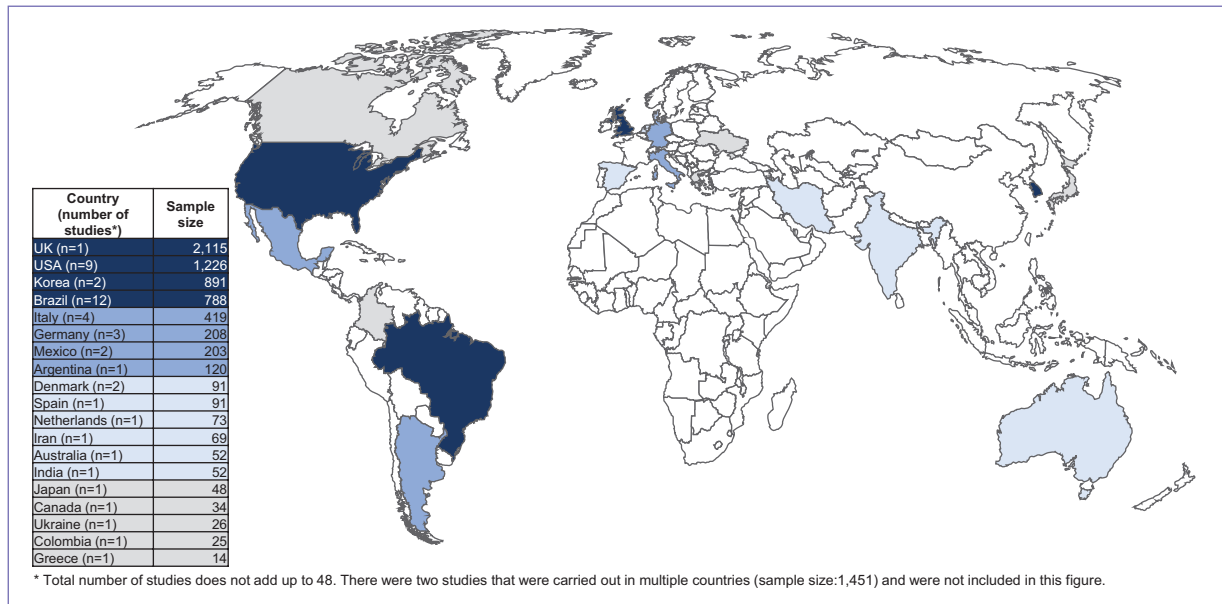 Country
(number of
studies*)
Sample
size
UK (n=1) 2,115
USA (n=9) 1,226
Korea (n=2) 891
Brazil (n=12) 788
Italy (n=4) 419
Germany (n=3) 208
Mexico (n=2) 203
Argentina (n=1) 120
Denmark (n=2) 91
Spain (n=1) 91
Netherlands (n=1) 73
Iran (n=1) 69
Australia (n=1) 52
India (n=1) 52
Japan (n=1) 48
Canada (n=1) 34
Ukraine (n=1) 26
Colombia (n=1) 25
Greece (n=1) 14
* Total number of studies does not add up to 48. There were two studies that were carried out in multiple countries (sample size:1,451) and were not included in this figure.